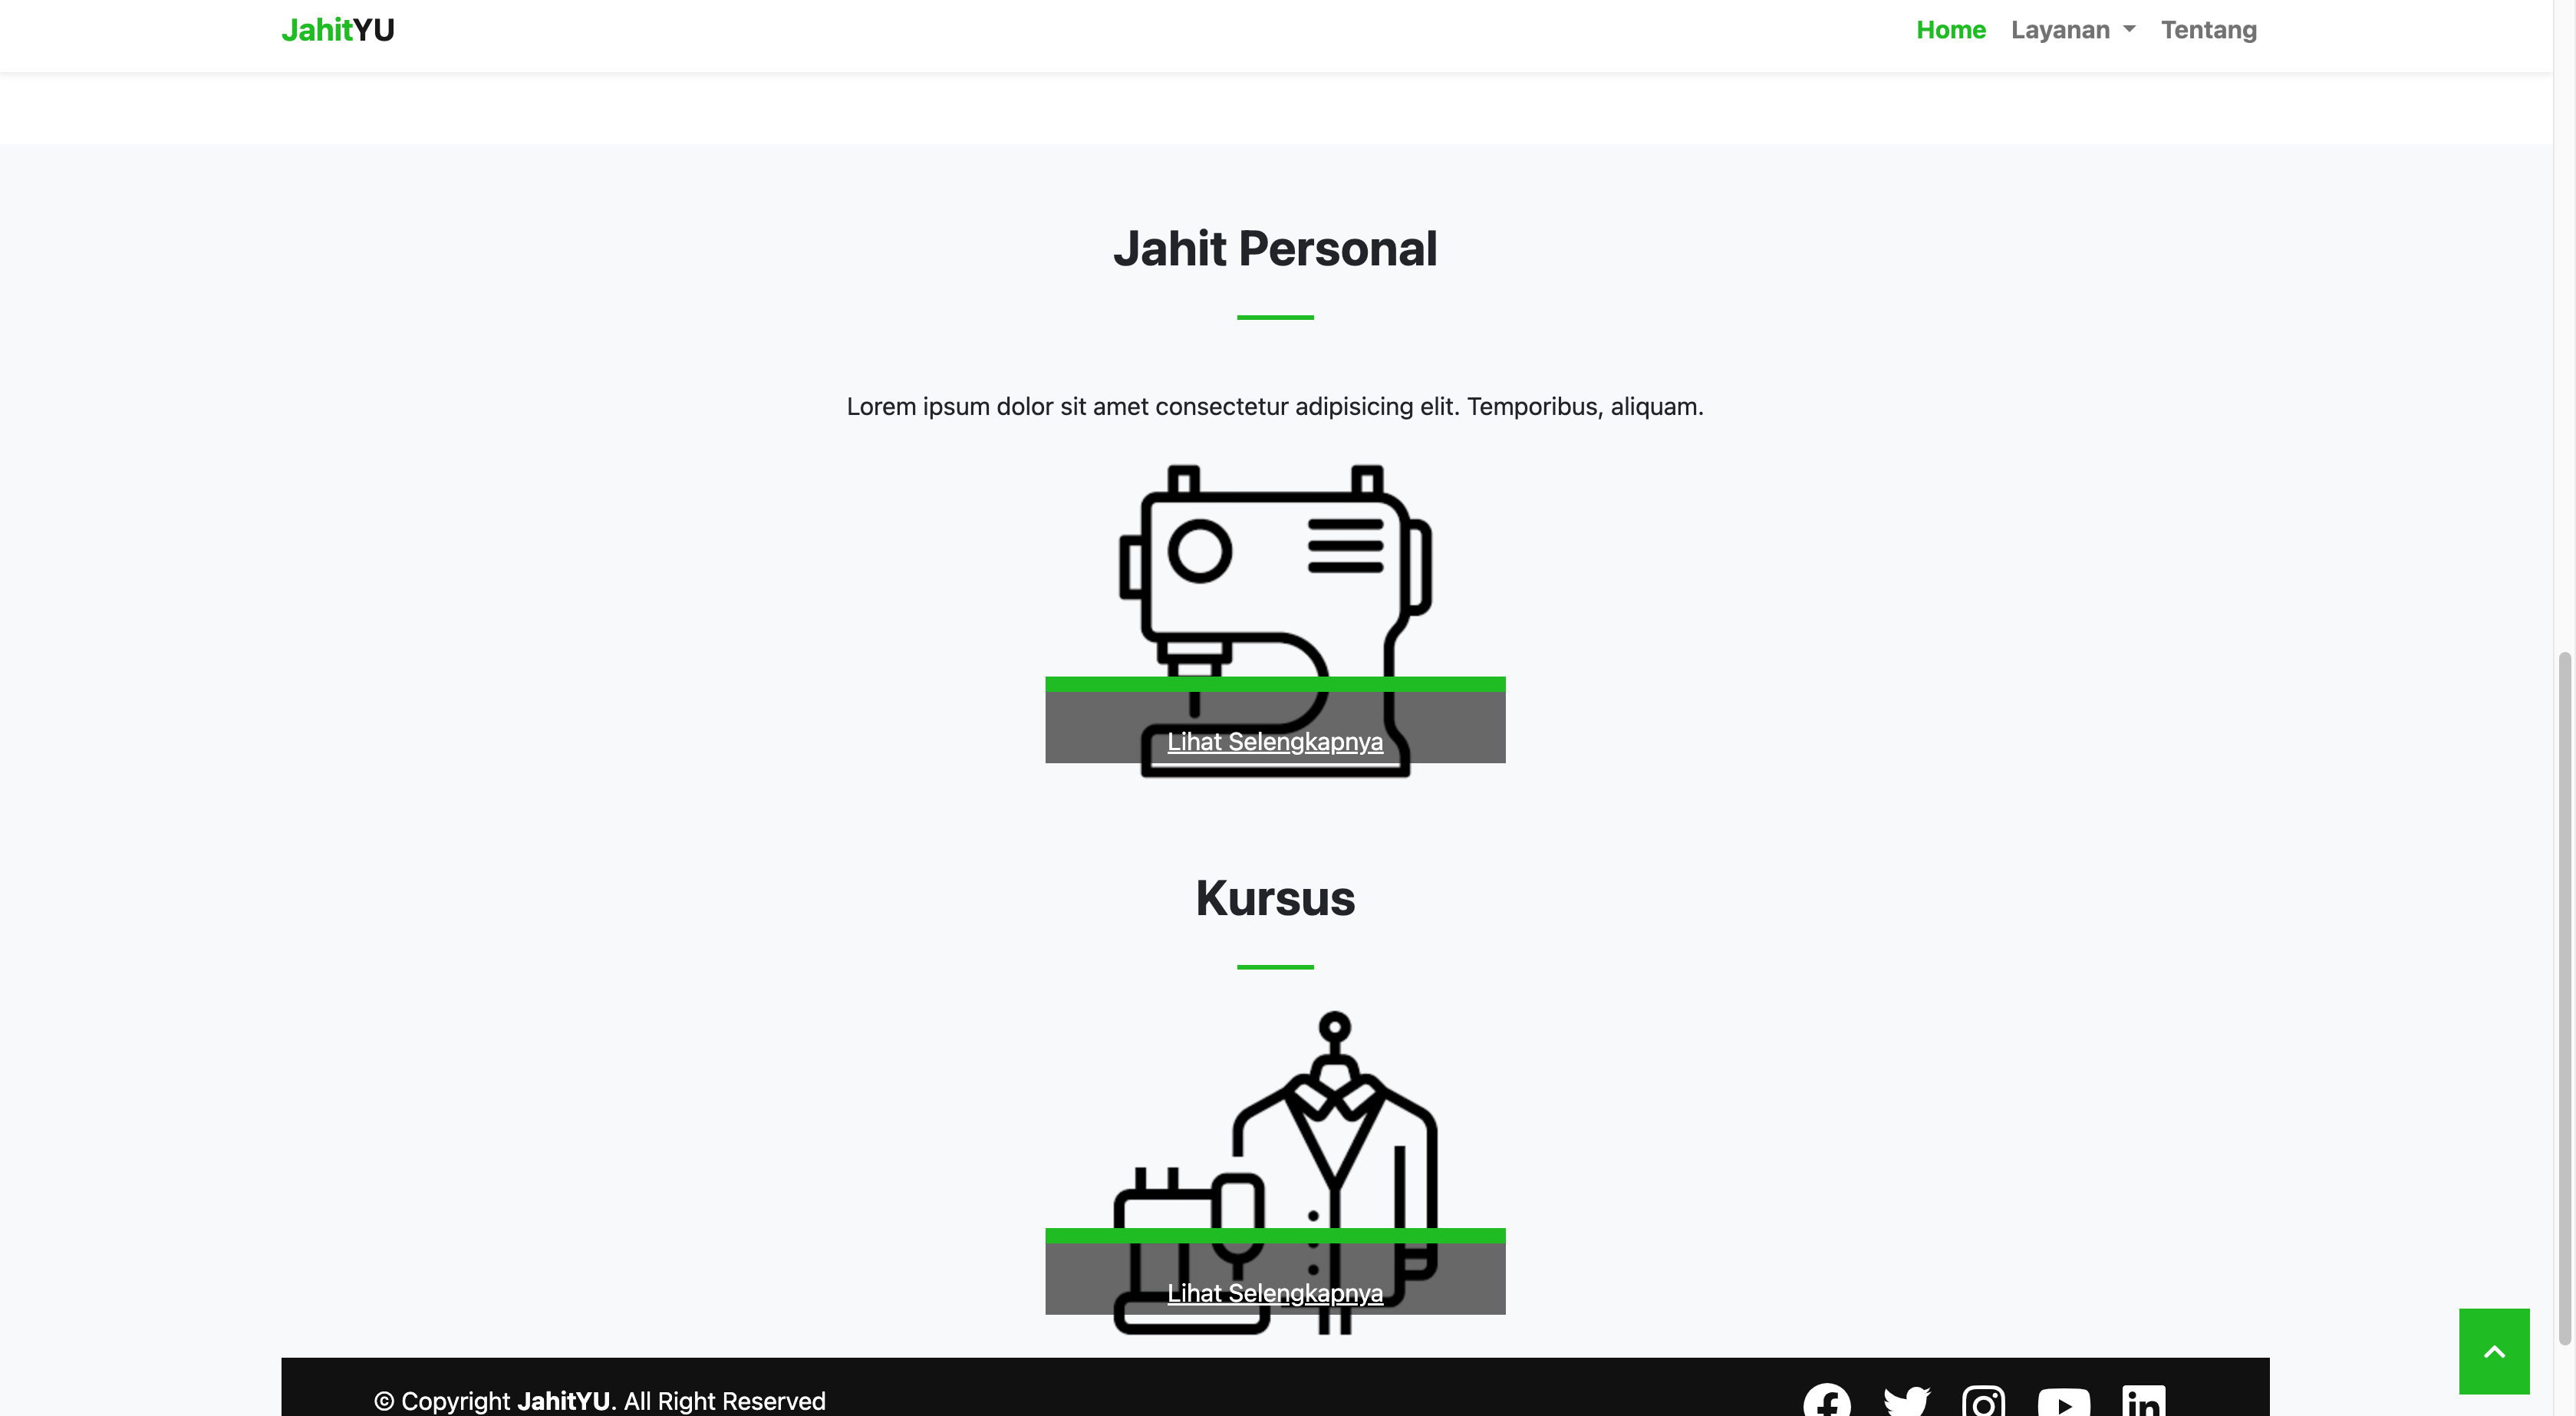 JahitYU
Home Layanan Tentang
Jahit Personal
Lorem ipsum dolor sit amet consectetur adipisicing elit. Temporibus, aliquam.
Lihat Selengkapnya
Kursus
Lihat Selengkapnya
© Copyright JahitYU. All Right Reserved